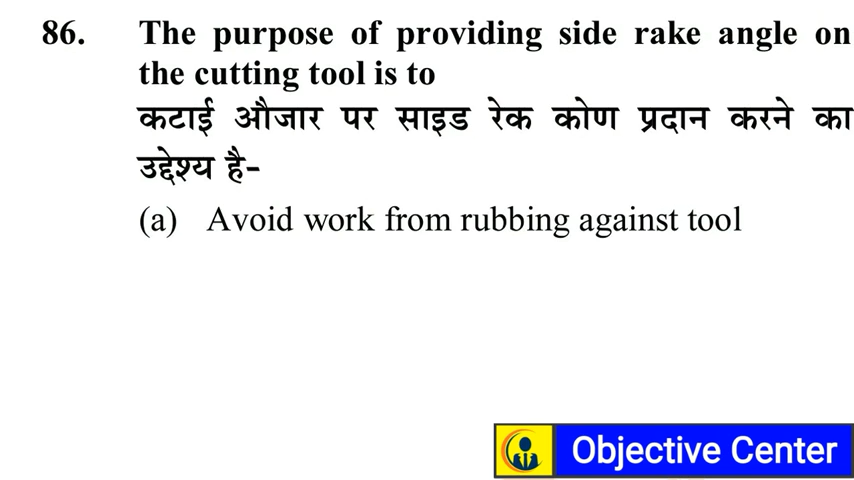 86. The purpose of providing side rake angle on
the cutting tool is to
कटाई औजार पर साइड रेक कोण प्रदान करने का
उद्देश्य है-
(a) Avoid work from rubbing against tool
Objective Center